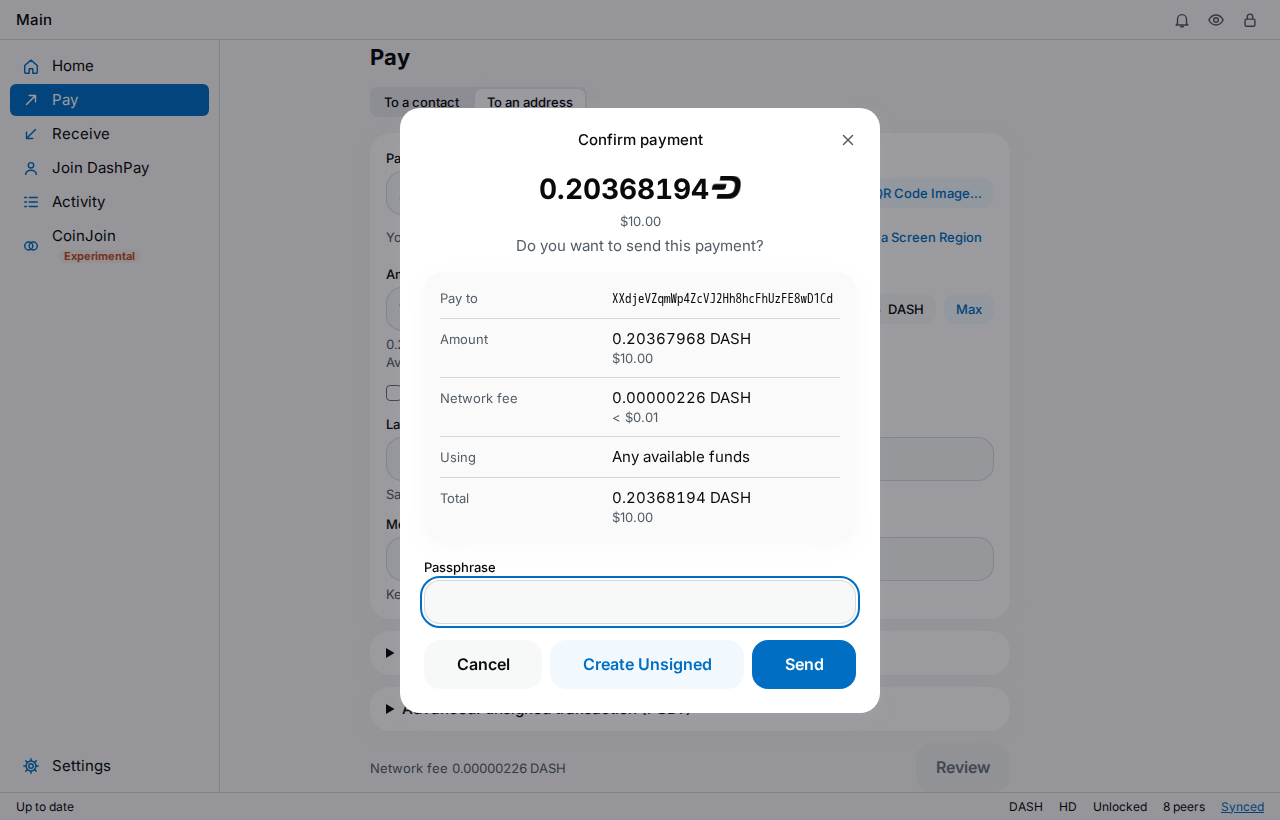 Main
Home
Pay
Receive
Join DashPay
Activity
CoinJoin
Experimental
Settings
Pay
To a contact
To an address
QR Code Image...
a Screen Region
DASH
Max
Confirm payment
0.20368194
$10.00
Do you want to send this payment?
Pay to
XXdjeVZqmWp4ZcVJ2Hh8hcFhUzFE8wD1Cd
Amount
0.20367968 DASH
$10.00
Network fee
0.00000226 DASH
< $0.01
Using
Any available funds
Total
0.20368194 DASH
$10.00
Passphrase
Cancel
Create Unsigned
Send
Network fee 0.00000226 DASH
Review
Up to date
DASH
HD
Unlocked
8 peers
Synced